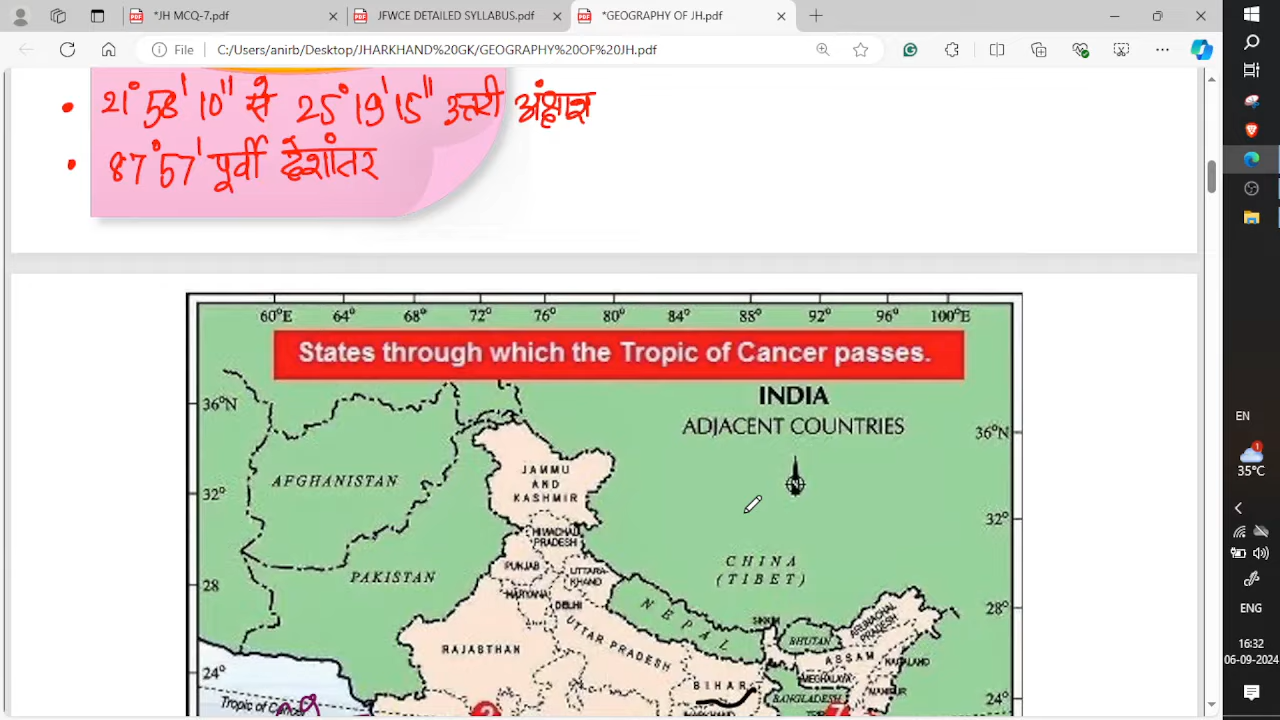 *JH MCQ-7.pdf
JFWCE DETAILED SYLLABUS.pdf
*GEOGRAPHY OF JH.pdf
File
C:/Users/anirb/Desktop/JHARKHAND%20GK/GEOGRAPHY%20OF%20JH.pdf
21° 58' 10" से 25° 19' 15" उत्तरी अंक्षाश
87° 57' पूर्वी देशांतर
60°E 64° 68° 72° 76° 80° 84° 88° 92° 96° 100°E
States through which the Tropic of Cancer passes.
INDIA
ADJACENT COUNTRIES
36°N
36°N
JAMMU
AND
KASHMIR
AFGHANISTAN
32°
32°
HIMACHAL
PRADESH
CHINA
(TIBET)
PUNJAB
UTTARA-
KHAND
PAKISTAN
28
28°
HARYANA
DELHI
NEPAL
SIKKIM
BHUTAN
ARUNACHAL
PRADESH
RAJASTHAN
UTTAR PRADESH
ASSAM
NAGALAND
BIHAR
MEGHALAYA
MANIPUR
BANGLADESH
24°
24°
Tropic of Cancer
EN
1
35°C
ENG
16:32
06-09-2024